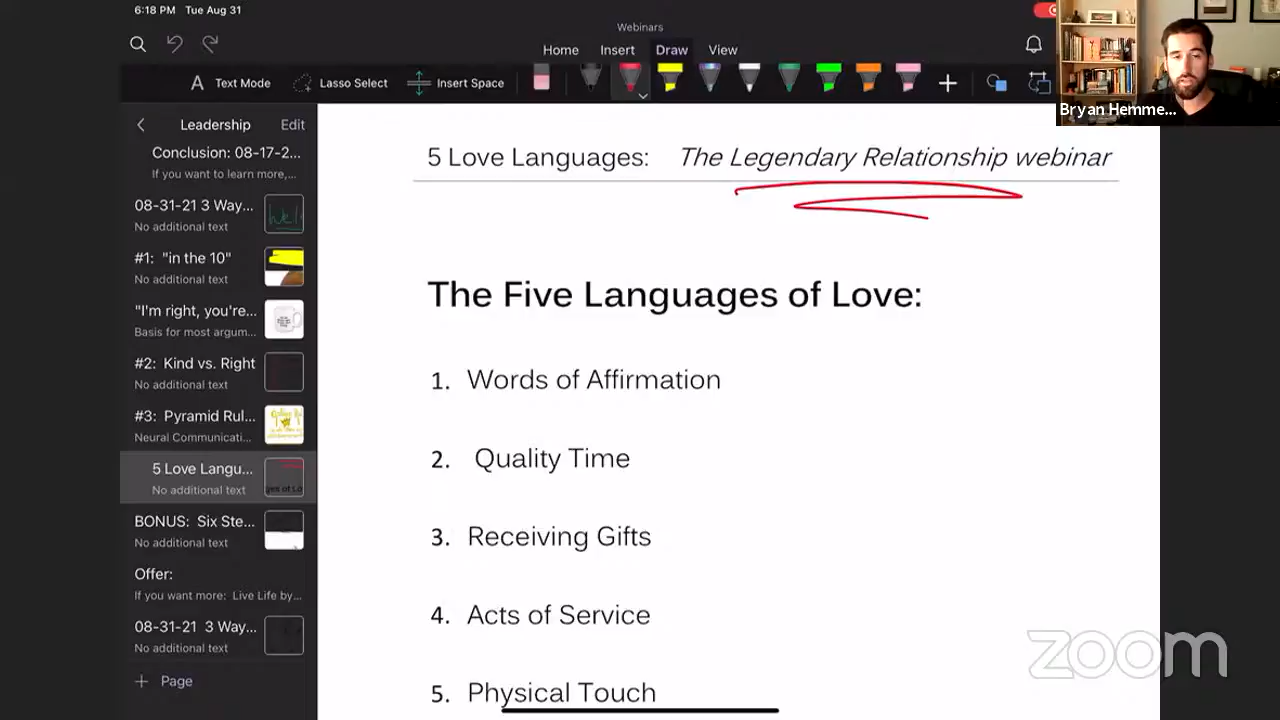 6:18 PM Tue Aug 31
Webinars
Home Insert Draw View
Text Mode Lasso Select Insert Space
Bryan Hemme...
Leadership Edit
Conclusion: 08-17-2...
If you want to learn more,...
08-31-21 3 Way...
No additional text
#1: "in the 10"
No additional text
"I'm right, you're...
Basis for most argum...
#2: Kind vs. Right
No additional text
#3: Pyramid Rul...
Neural Communicati...
5 Love Langu...
No additional text
BONUS: Six Ste...
No additional text
Offer:
If you want more: Live Life by...
08-31-21 3 Way...
No additional text
Page
5 Love Languages: The Legendary Relationship webinar
The Five Languages of Love:
1. Words of Affirmation
2. Quality Time
3. Receiving Gifts
4. Acts of Service
5. Physical Touch
zoom